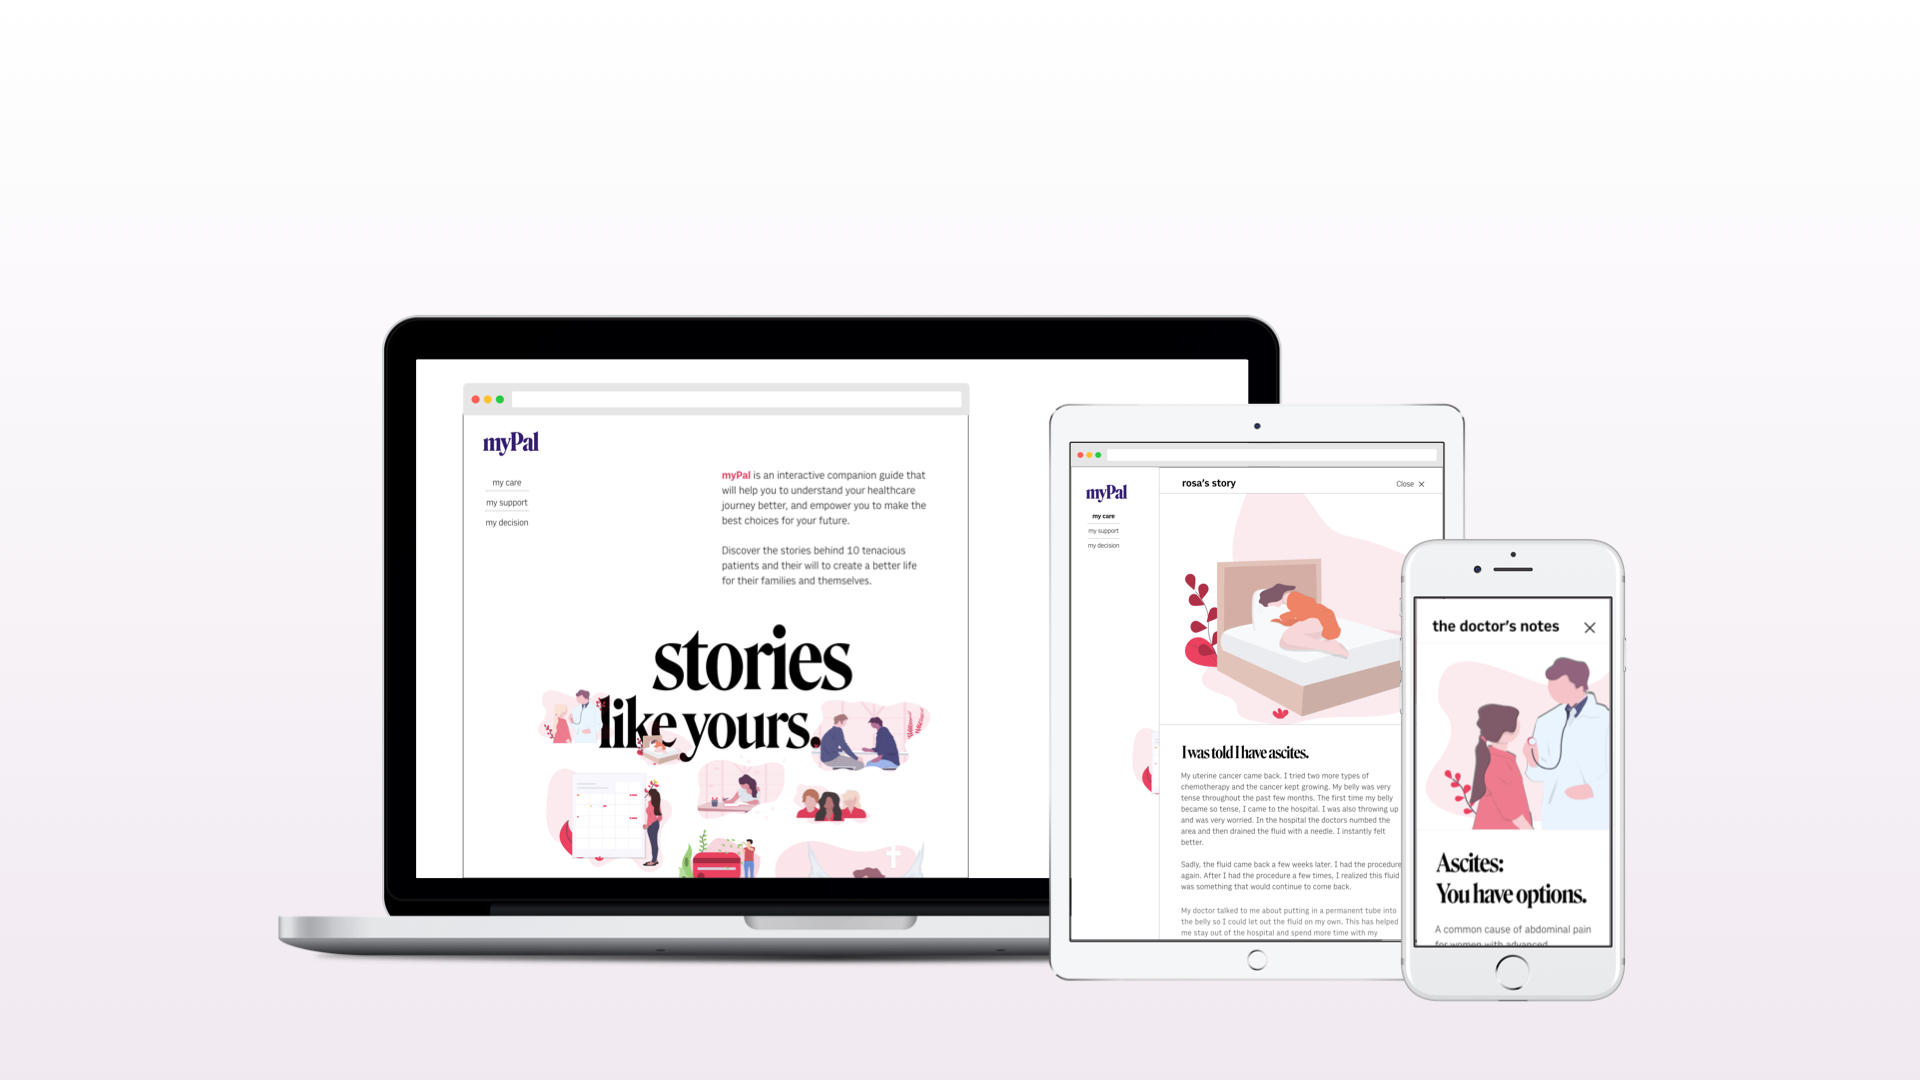 myPal
my care
my support
my decision
myPal is an interactive companion guide that
will help you to understand your healthcare
journey better, and empower you to make the
best choices for your future.
Discover the stories behind 10 tenacious
patients and their will to create a better life
for their families and themselves.
stories
like yours.
myPal
my care
my support
my decision
rosa's story
Close
I was told I have ascites.
My uterine cancer came back. I tried two more types of
chemotherapy and the cancer kept growing. My belly was very
tense throughout the past few months. The first time my belly
became so tense, I came to the hospital. I was also throwing up
and was very worried. In the hospital the doctors numbed the
area and then drained the fluid with a needle. I instantly felt
better.
Sadly, the fluid came back a few weeks later. I had the procedure
again. After I had the procedure a few times, I realized this fluid
was something that would continue to come back.
My doctor talked to me about putting in a permanent tube into
the belly so I could let out the fluid on my own. This has helped
me stay out of the hospital and spend more time with my
the doctor's notes
Ascites:
You have options.
A common cause of abdominal pain
for women with advanced